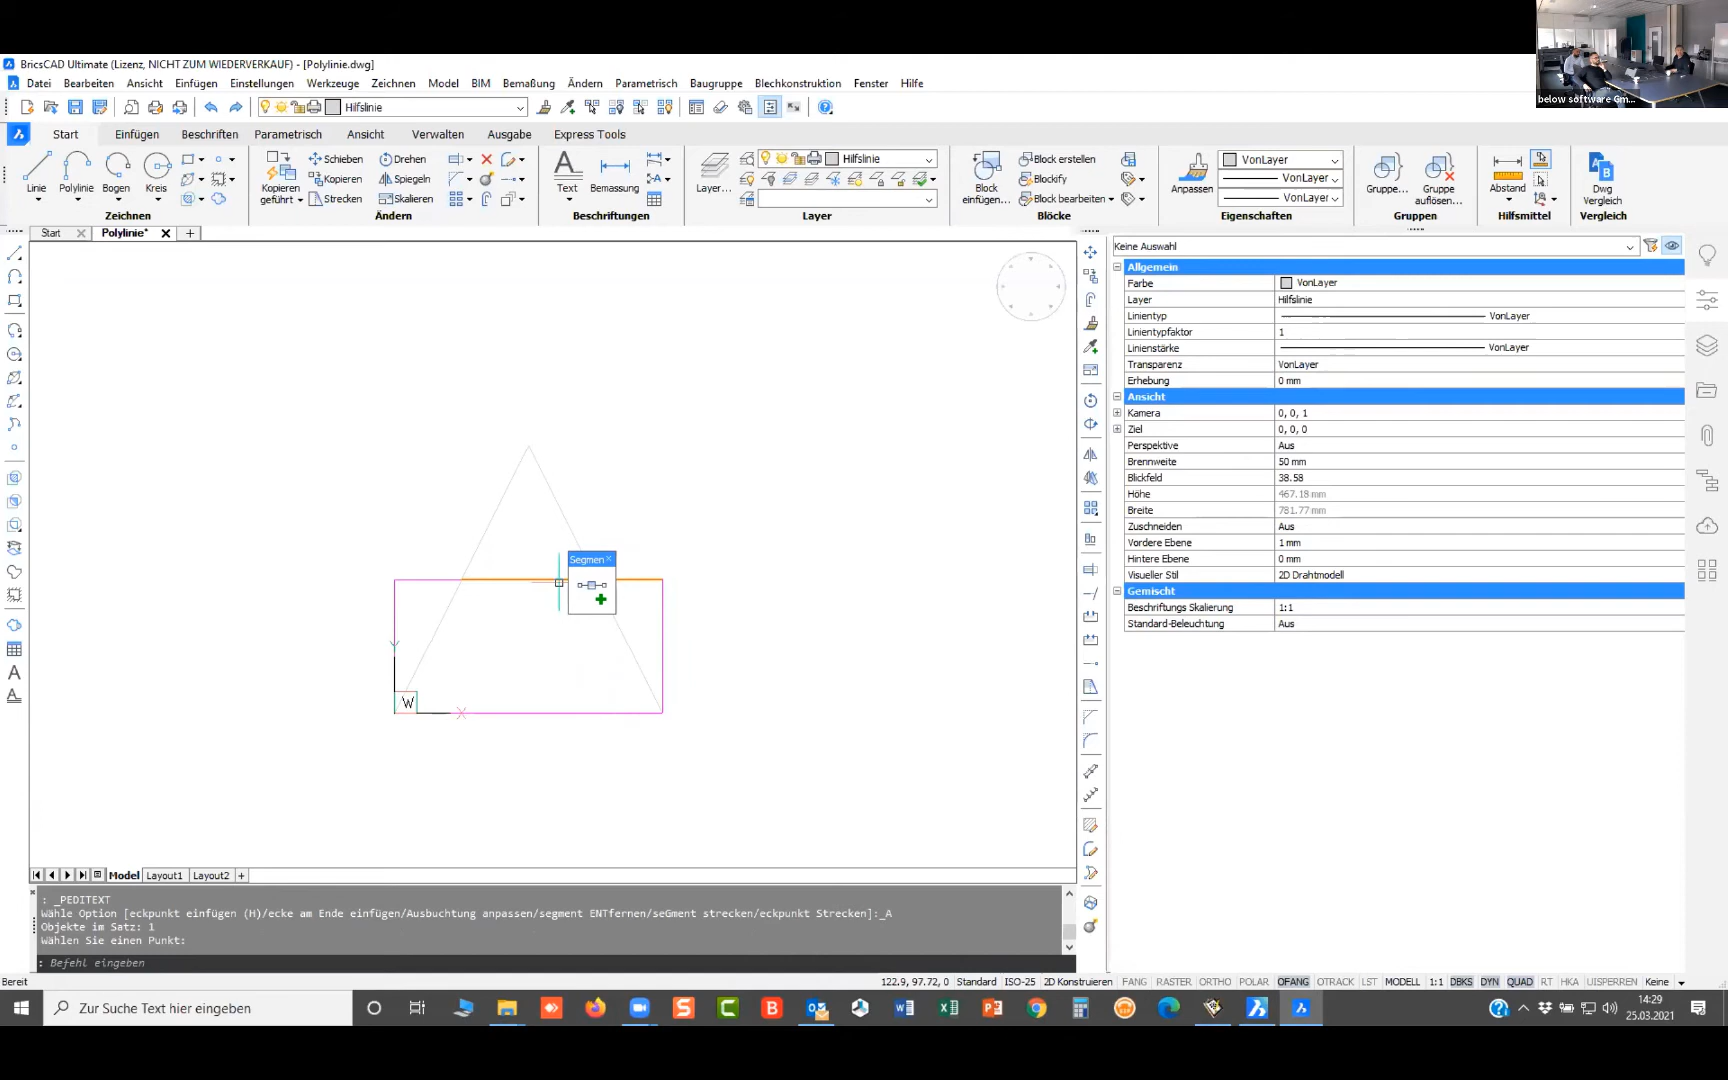 below software Gm...
BricsCAD Ultimate (Lizenz, NICHT ZUM WIEDERVERKAUF) - [Polylinie.dwg]
Datei Bearbeiten Ansicht Einfügen Einstellungen Werkzeuge Zeichnen Model BIM Bemaßung Ändern Parametrisch Baugruppe Blechkonstruktion Fenster Hilfe
Hilfslinie
Start Einfügen Beschriften Parametrisch Ansicht Verwalten Ausgabe Express Tools
Schieben Drehen Hilfslinie Block erstellen VonLayer
Kopieren Spiegeln Blockify VonLayer
Linie Polylinie Bogen Kreis Kopieren geführt Strecken Skalieren Text Bemassung Layer... Block einfügen... Block bearbeiten Anpassen VonLayer Gruppe... Gruppe auflösen... Abstand Dwg Vergleich
Zeichnen Ändern Beschriftungen Layer Blöcke Eigenschaften Gruppen Hilfsmittel Vergleich
Start Polylinie*
Keine Auswahl
Allgemein
Farbe VonLayer
Layer Hilfslinie
Linientyp VonLayer
Linientypfaktor 1
Linienstärke VonLayer
Transparenz VonLayer
Erhebung 0 mm
Ansicht
Kamera 0, 0, 1
Ziel 0, 0, 0
Perspektive Aus
Brennweite 50 mm
Blickfeld 38.58
Höhe 467.18 mm
Breite 781.77 mm
Zuschneiden Aus
Vordere Ebene 1 mm
Hintere Ebene 0 mm
Visueller Stil 2D Drahtmodell
Gemischt
Beschriftungs Skalierung 1:1
Standard-Beleuchtung Aus
Segmen
Y
W
X
Model Layout1 Layout2
: _PEDITEXT
Wähle Option [eckpunkt einfügen (H)/ecke am Ende einfügen/Ausbuchtung anpassen/segment ENTfernen/seGment strecken/eckpunkt Strecken]:_A
Objekte im Satz: 1
Wählen Sie einen Punkt:
: Befehl eingeben
Bereit 122.9, 97.72, 0 Standard ISO-25 2D Konstruieren FANG RASTER ORTHO POLAR OFANG OTRACK LST MODELL 1:1 DBKS DYN QUAD RT HKA UISPERREN Keine
Zur Suche Text hier eingeben
14:29
25.03.2021